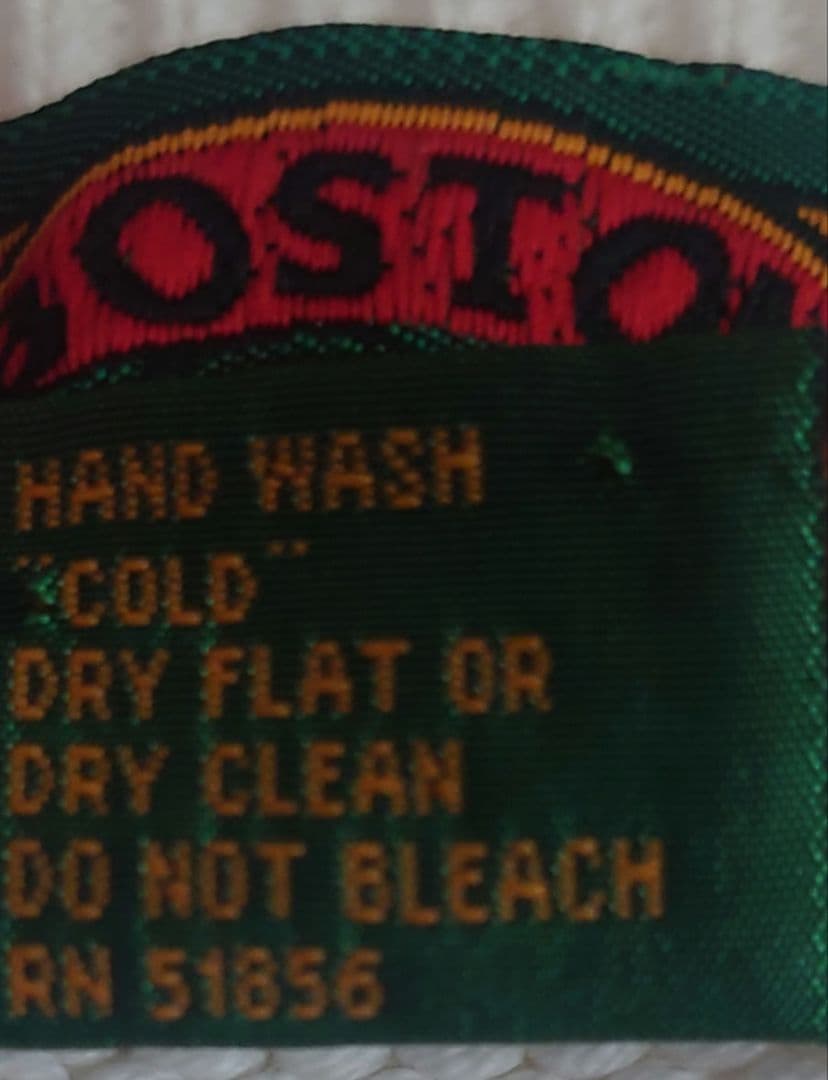 OSTO
HAND WASH
"COLD"
DRY FLAT OR
DRY CLEAN
DO NOT BLEACH
RN 51856